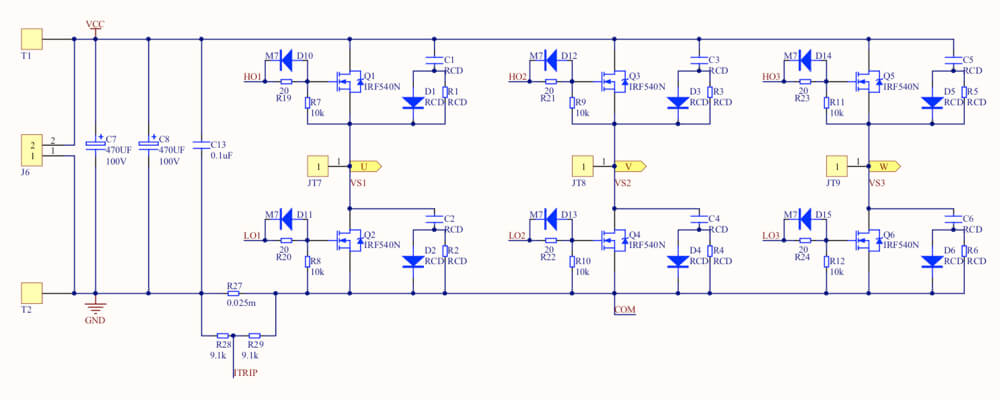 VCC
T1
M7 D10
HO1
20
R19
R7
10k
Q1
IRF540N
C1
RCD
D1
RCD
R1
RCD
M7 D12
HO2
20
R21
R9
10k
Q3
IRF540N
C3
RCD
D3
RCD
R3
RCD
M7 D14
HO3
20
R23
R11
10k
Q5
IRF540N
C5
RCD
D5
RCD
R5
RCD
2
1
2
1
J6
C7
470UF
100V
C8
470UF
100V
C13
0.1uF
1
1
JT7
U
VS1
1
1
JT8
V
VS2
1
1
JT9
W
VS3
M7 D11
LO1
20
R20
R8
10k
Q2
IRF540N
C2
RCD
D2
RCD
R2
RCD
M7 D13
LO2
20
R22
R10
10k
Q4
IRF540N
C4
RCD
D4
RCD
R4
RCD
M7 D15
LO3
20
R24
R12
10k
Q6
IRF540N
C6
RCD
D6
RCD
R6
RCD
T2
GND
R27
0.025m
COM
R28
9.1k
R29
9.1k
ITRIP